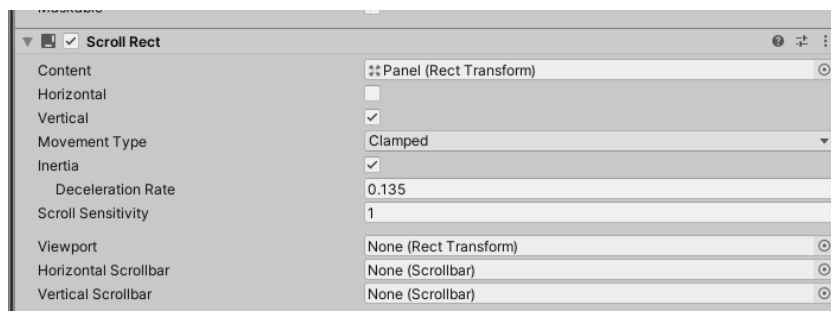 Scroll Rect
Content Panel (Rect Transform)
Horizontal
Vertical
Movement Type Clamped
Inertia
Deceleration Rate 0.135
Scroll Sensitivity 1
Viewport None (Rect Transform)
Horizontal Scrollbar None (Scrollbar)
Vertical Scrollbar None (Scrollbar)